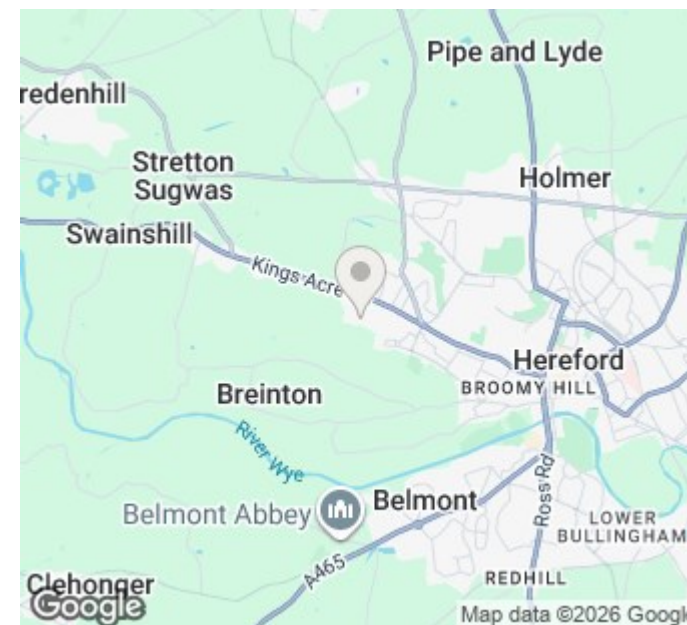 Pipe and Lyde
redenhill
Stretton
Sugwas
Holmer
Swainshill
Kings Acre
Hereford
BROOMY HILL
Breinton
River Wye
Belmont Abbey
Belmont
Ross Rd
LOWER
BULLINGHAM
A465
REDHILL
Clehonger
Google
Map data ©2026 Google